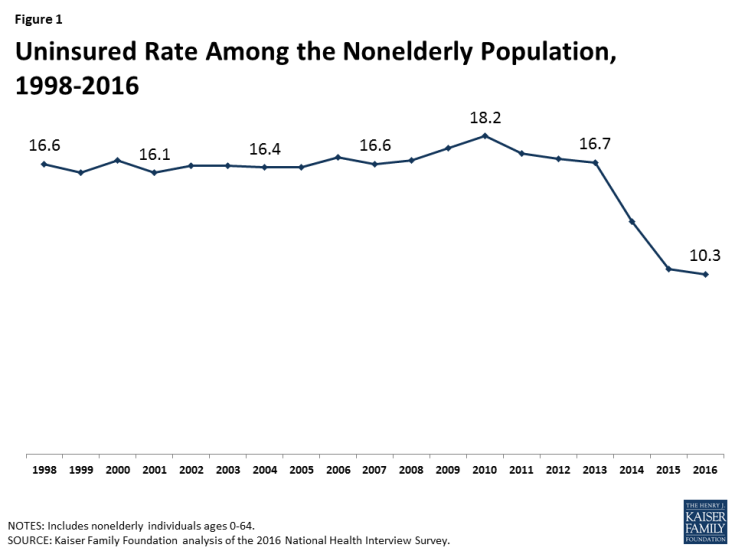 Figure 1
Uninsured Rate Among the Nonelderly Population,
1998-2016
18.2
16.6
16.1
16.4
16.6
16.7
10.3
1998 1999 2000 2001 2002 2003 2004 2005 2006 2007 2008 2009 2010 2011 2012 2013 2014 2015 2016
NOTES: Includes nonelderly individuals ages 0-64.
SOURCE: Kaiser Family Foundation analysis of the 2016 National Health Interview Survey.
THE HENRY J.
KAISER
FAMILY
FOUNDATION